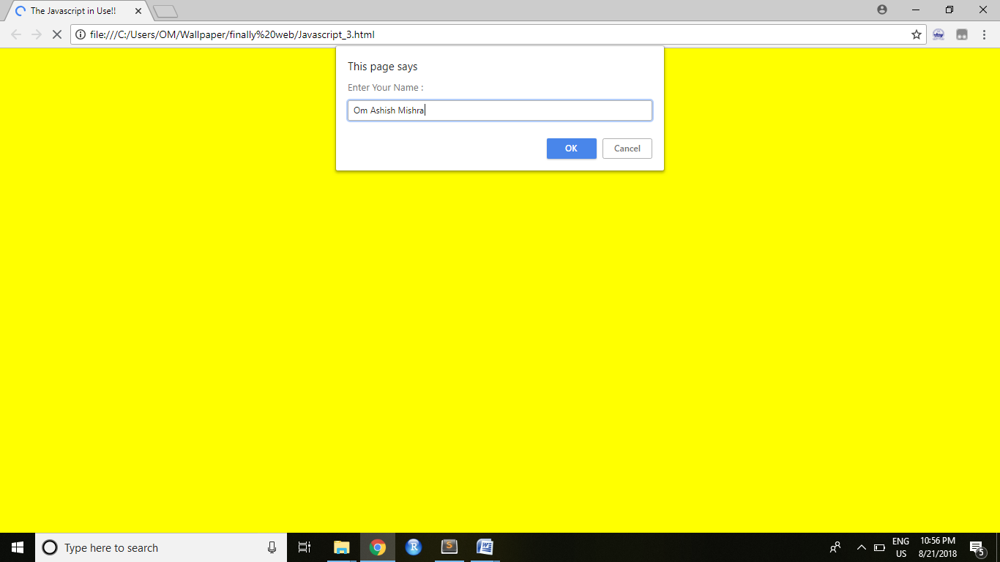 The Javascript in Use!!
file:///C:/Users/OM/Wallpaper/finally%20web/Javascript_3.html
This page says
Enter Your Name :
Om Ashish Mishra
OK Cancel
Type here to search
R
S
W
ENG
US
10:56 PM
8/21/2018
5